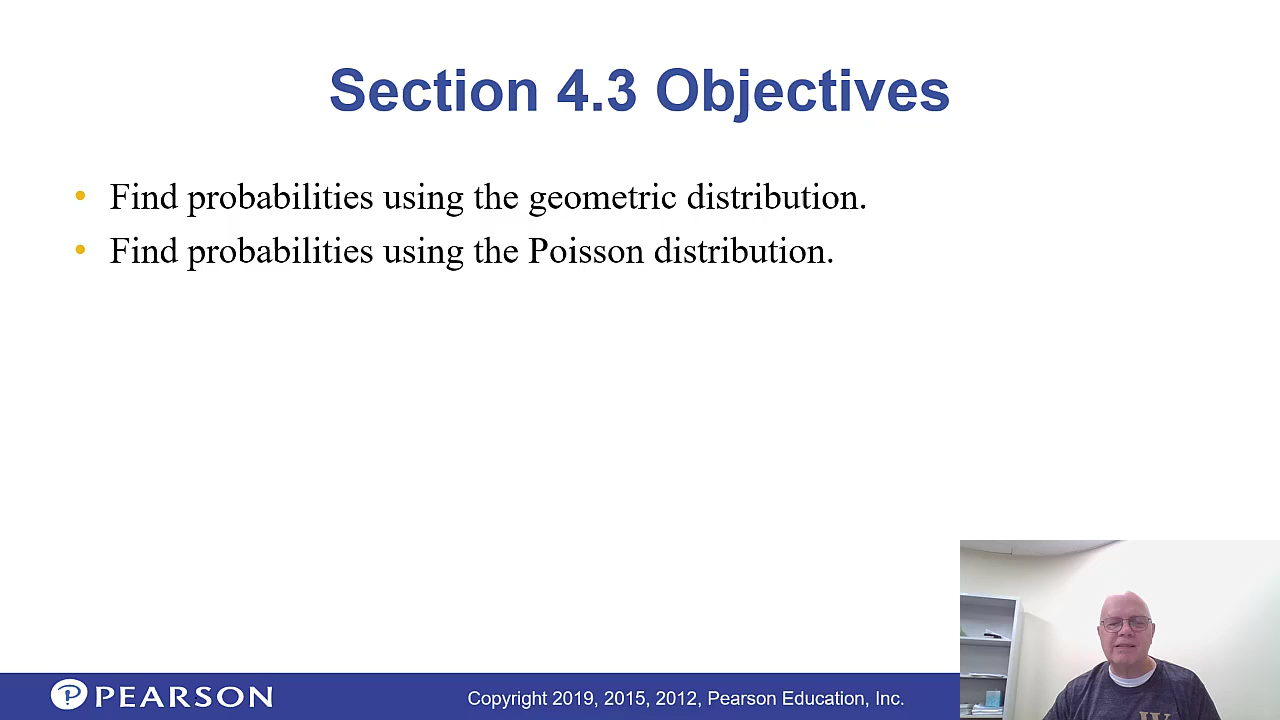 Section 4.3 Objectives
• Find probabilities using the geometric distribution.
• Find probabilities using the Poisson distribution.
PEARSON
Copyright 2019, 2015, 2012, Pearson Education, Inc.